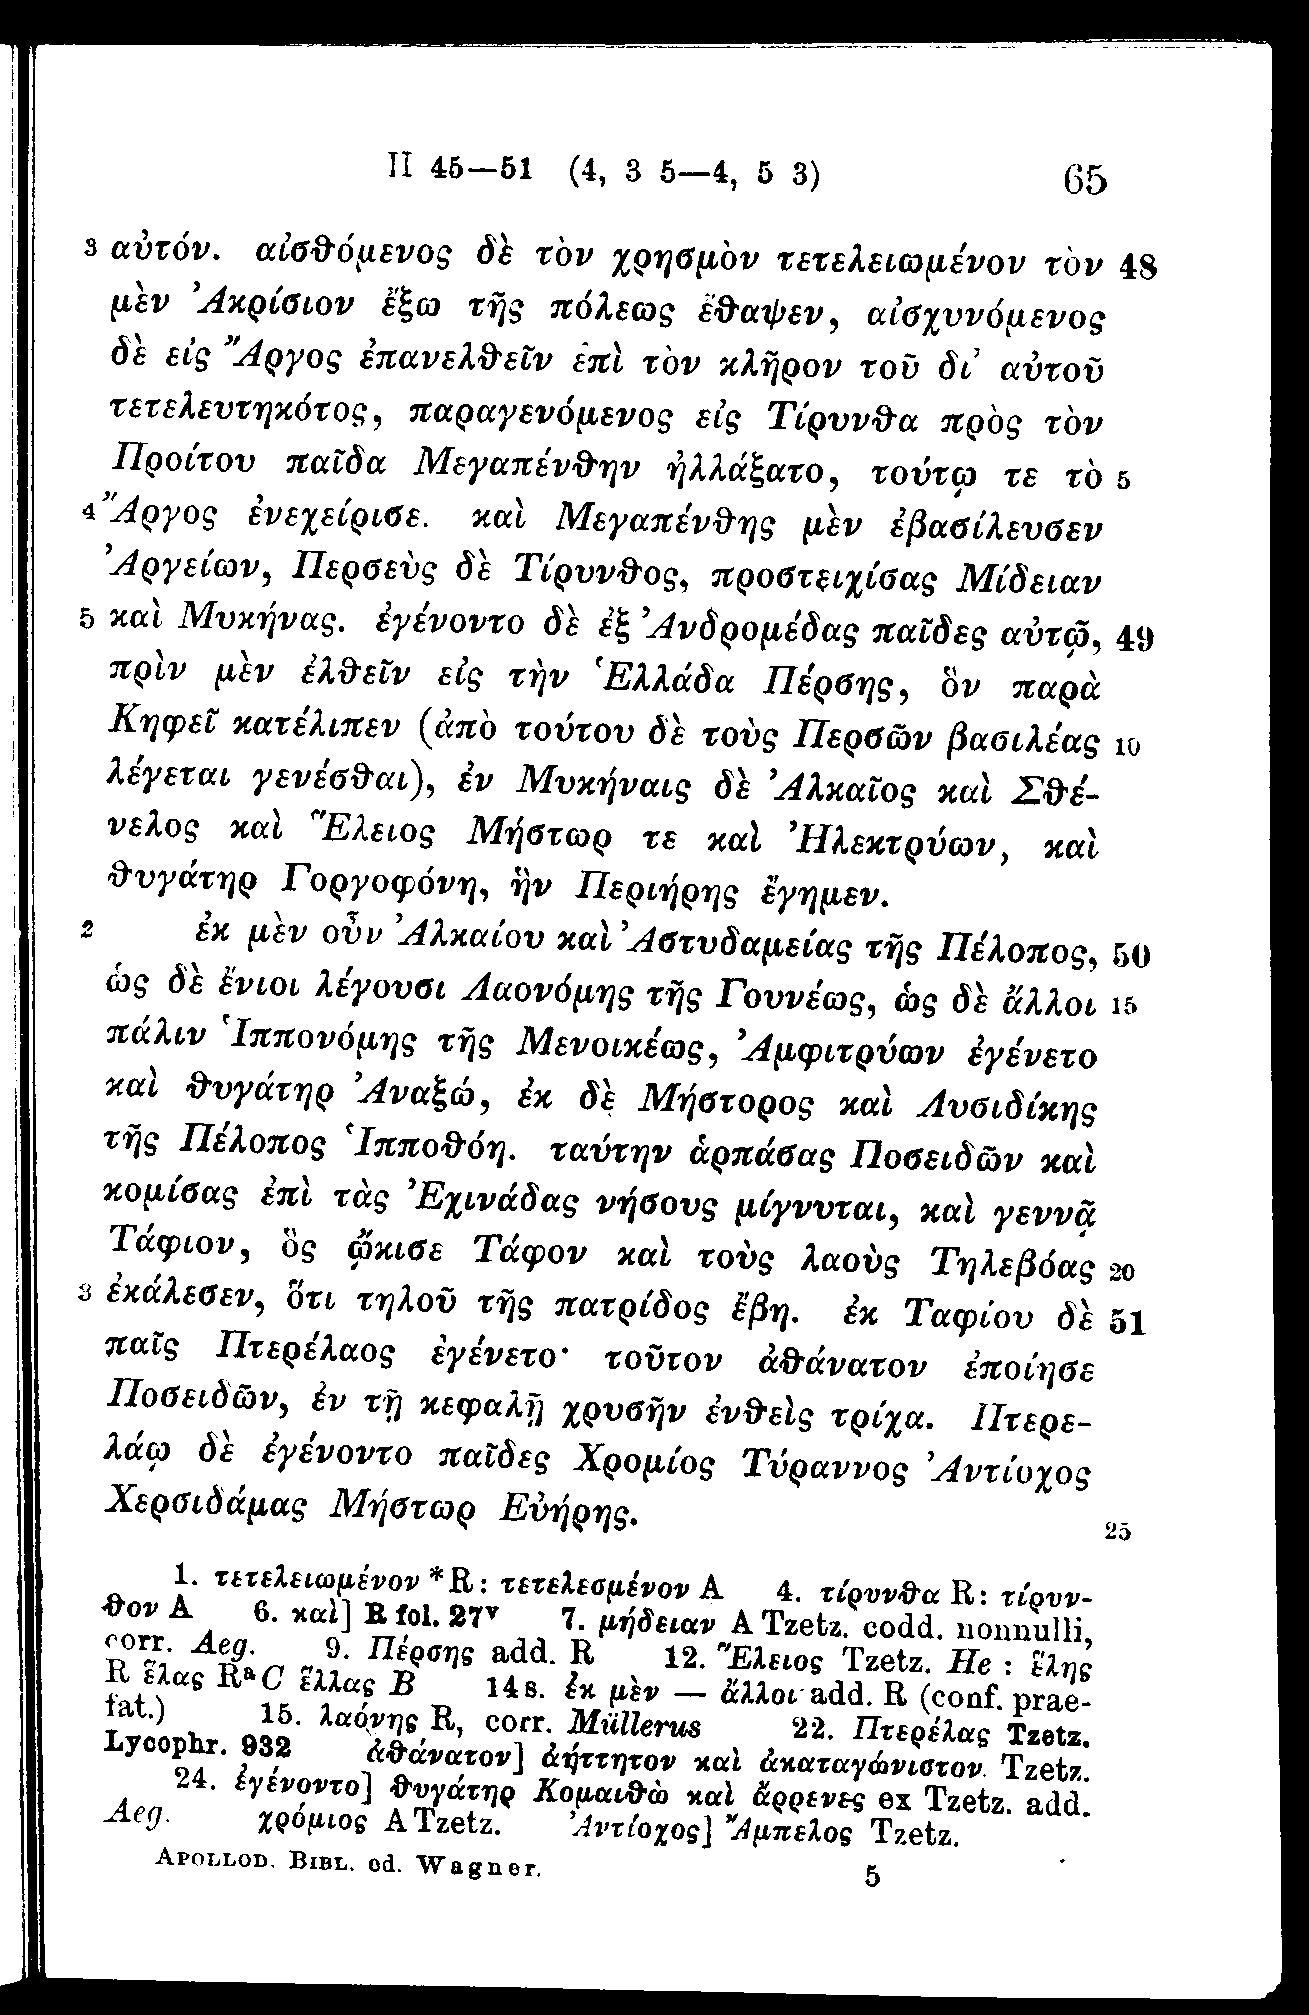 II 45—51 (4, 3 5—4, 5 3) 65
3 αὐτόν. αἰσθόμενος δὲ τὸν χρησμὸν τετελειωμένον τὸν 48
μὲν Ἀκρίσιον ἔξω τῆς πόλεως ἔθαψεν, αἰσχυνόμενος
δὲ εἰς Ἄργος ἐπανελθεῖν ἐπὶ τὸν κλῆρον τοῦ δι’ αὐτοῦ
τετελευτηκότος, παραγενόμενος εἰς Τίρυνθα πρὸς τὸν
Προίτου παῖδα Μεγαπένθην ἠλλάξατο, τούτῳ τε τὸ 5
4 Ἄργος ἐνεχείρισε. καὶ Μεγαπένθης μὲν ἐβασίλευσεν
Ἀργείων, Περσεὺς δὲ Τίρυνθος, προστειχίσας Μίδειαν
5 καὶ Μυκήνας. ἐγένοντο δὲ ἐξ Ἀνδρομέδας παῖδες αὐτῷ, 49
πρὶν μὲν ἐλθεῖν εἰς τὴν Ἑλλάδα Πέρσης, ὃν παρὰ
Κηφεῖ κατέλιπεν (ἀπὸ τούτου δὲ τοὺς Περσῶν βασιλέας 10
λέγεται γενέσθαι), ἐν Μυκήναις δὲ Ἀλκαῖος καὶ Σθέ-
νελος καὶ Ἕλειος Μήστωρ τε καὶ Ἠλεκτρύων, καὶ
θυγάτηρ Γοργοφόνη, ἣν Περιήρης ἔγημεν.
2 ἐκ μὲν οὖν Ἀλκαίου καὶ Ἀστυδαμείας τῆς Πέλοπος, 50
ὡς δὲ ἔνιοι λέγουσι Λαονόμης τῆς Γουνέως, ὡς δὲ ἄλλοι 15
πάλιν Ἱππονόμης τῆς Μενοικέως, Ἀμφιτρύων ἐγένετο
καὶ θυγάτηρ Ἀναξώ, ἐκ δὲ Μήστορος καὶ Λυσιδίκης
τῆς Πέλοπος Ἱπποθόη. ταύτην ἁρπάσας Ποσειδῶν καὶ
κομίσας ἐπὶ τὰς Ἐχινάδας νήσους μίγνυται, καὶ γεννᾷ
Τάφιον, ὃς ᾤκισε Τάφον καὶ τοὺς λαοὺς Τηλεβόας 20
3 ἐκάλεσεν, ὅτι τηλοῦ τῆς πατρίδος ἔβη. ἐκ Ταφίου δὲ 51
παῖς Πτερέλαος ἐγένετο· τοῦτον ἀθάνατον ἐποίησε
Ποσειδῶν, ἐν τῇ κεφαλῇ χρυσῆν ἐνθεὶς τρίχα. Πτερε-
λάῳ δὲ ἐγένοντο παῖδες Χρομίος Τύραννος Ἀντίοχος
Χερσιδάμας Μήστωρ Εὐήρης. 25
1. τετελειωμένον *R: τετελεσμένον A 4. τίρυνθα R: τίρυν-
θον A 6. καὶ] R fol. 27ᵛ 7. μήδειαν A Tzetz. codd. nonnulli,
corr. Aeg. 9. Πέρσης add. R 12. Ἕλειος Tzetz. He : ἕλης
R ἕλας RᵃC ἕλλας B 14 s. ἐκ μὲν — ἄλλοι add. R (conf. prae-
fat.) 15. λαόνης R, corr. Müllerus 22. Πτερέλας Tzetz.
Lycophr. 932 ἀθάνατον] ἀήττητον καὶ ἀκαταγώνιστον Tzetz.
24. ἐγένοντο] θυγάτηρ Κομαιθὼ καὶ ἄρρενες ex Tzetz. add.
Aeg. χρόμιος A Tzetz. Ἀντίοχος] Ἄμπελος Tzetz.
APOLLOD. BIBL. ed. Wagner. 5